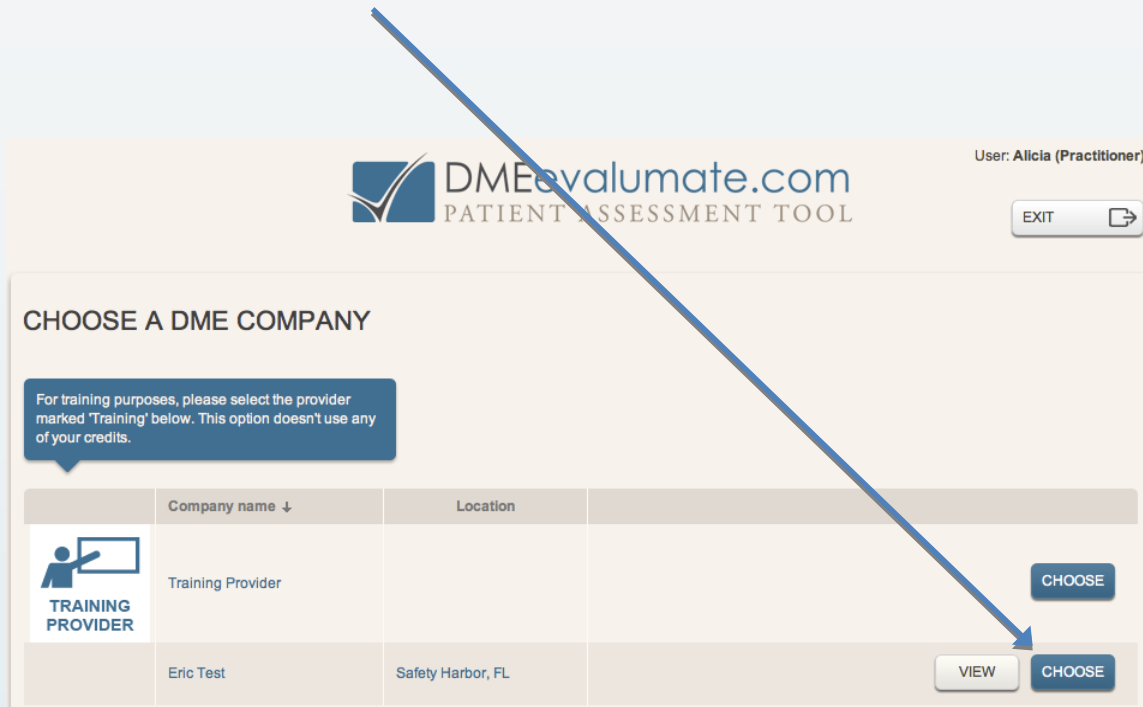 User: Alicia (Practitioner)
DMEevalumate.com
PATIENT ASSESSMENT TOOL
EXIT
CHOOSE A DME COMPANY
For training purposes, please select the provider
marked 'Training' below. This option doesn't use any
of your credits.
Company name ↓ Location
TRAINING
PROVIDER
Training Provider
CHOOSE
Eric Test Safety Harbor, FL VIEW CHOOSE